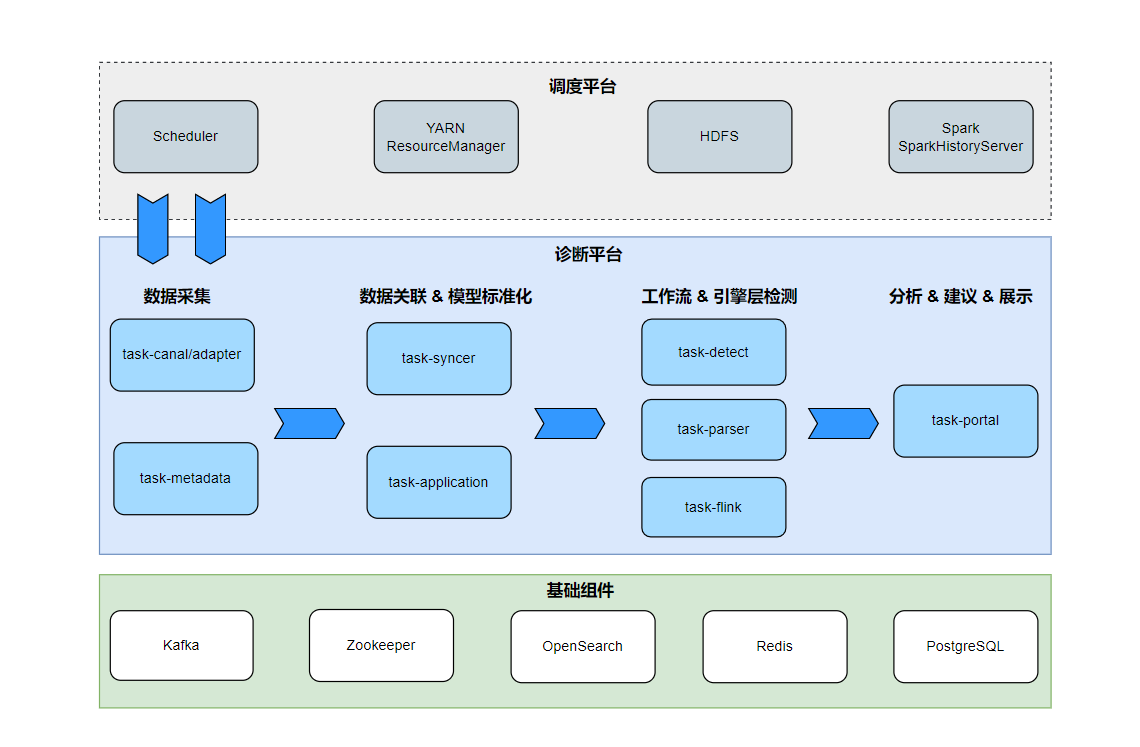 调度平台
Scheduler
YARN
ResourceManager
HDFS
Spark
SparkHistoryServer
诊断平台
数据采集
task-canal/adapter
task-metadata
数据关联 & 模型标准化
task-syncer
task-application
工作流 & 引擎层检测
task-detect
task-parser
task-flink
分析 & 建议 & 展示
task-portal
基础组件
Kafka
Zookeeper
OpenSearch
Redis
PostgreSQL